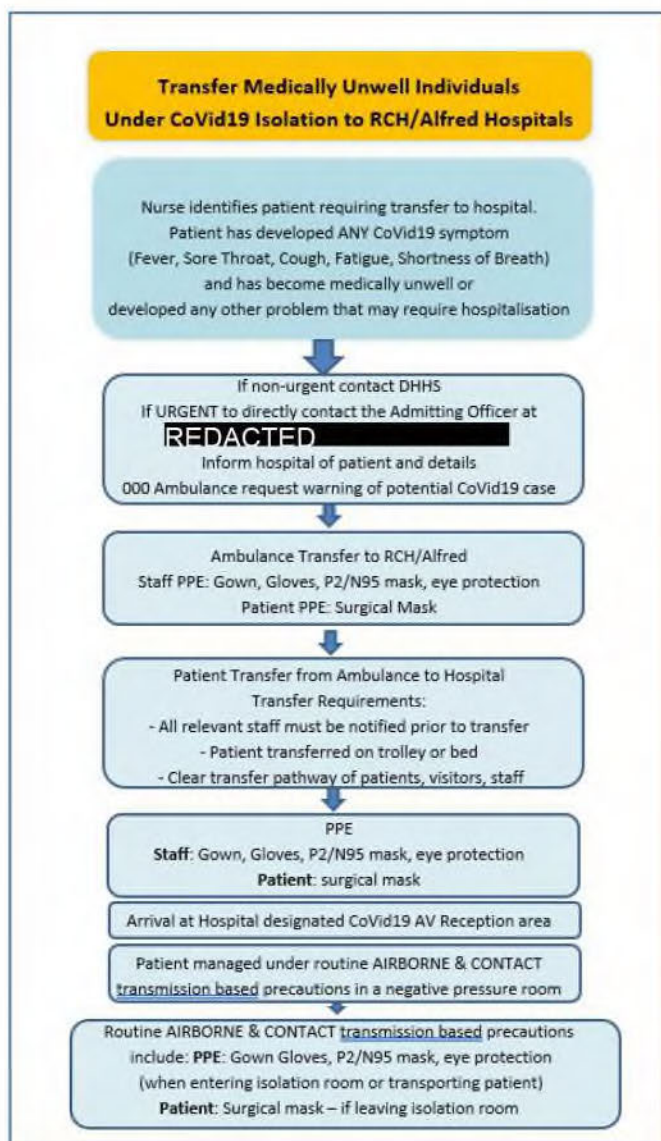 Transfer Medically Unwell Individuals
Under CoVid19 Isolation to RCH/Alfred Hospitals
Nurse identifies patient requiring transfer to hospital.
Patient has developed ANY CoVid19 symptom
(Fever, Sore Throat, Cough, Fatigue, Shortness of Breath)
and has become medically unwell or
developed any other problem that may require hospitalisation
If non-urgent contact DHHS
If URGENT to directly contact the Admitting Officer at
REDACTED
Inform hospital of patient and details
000 Ambulance request warning of potential CoVid19 case
Ambulance Transfer to RCH/Alfred
Staff PPE: Gown, Gloves, P2/N95 mask, eye protection
Patient PPE: Surgical Mask
Patient Transfer from Ambulance to Hospital
Transfer Requirements:
- All relevant staff must be notified prior to transfer
- Patient transferred on trolley or bed
- Clear transfer pathway of patients, visitors, staff
PPE
Staff: Gown, Gloves, P2/N95 mask, eye protection
Patient: surgical mask
Arrival at Hospital designated CoVid19 AV Reception area
Patient managed under routine AIRBORNE & CONTACT
transmission based precautions in a negative pressure room
Routine AIRBORNE & CONTACT transmission based precautions
include: PPE: Gown Gloves, P2/N95 mask, eye protection
(when entering isolation room or transporting patient)
Patient: Surgical mask – if leaving isolation room